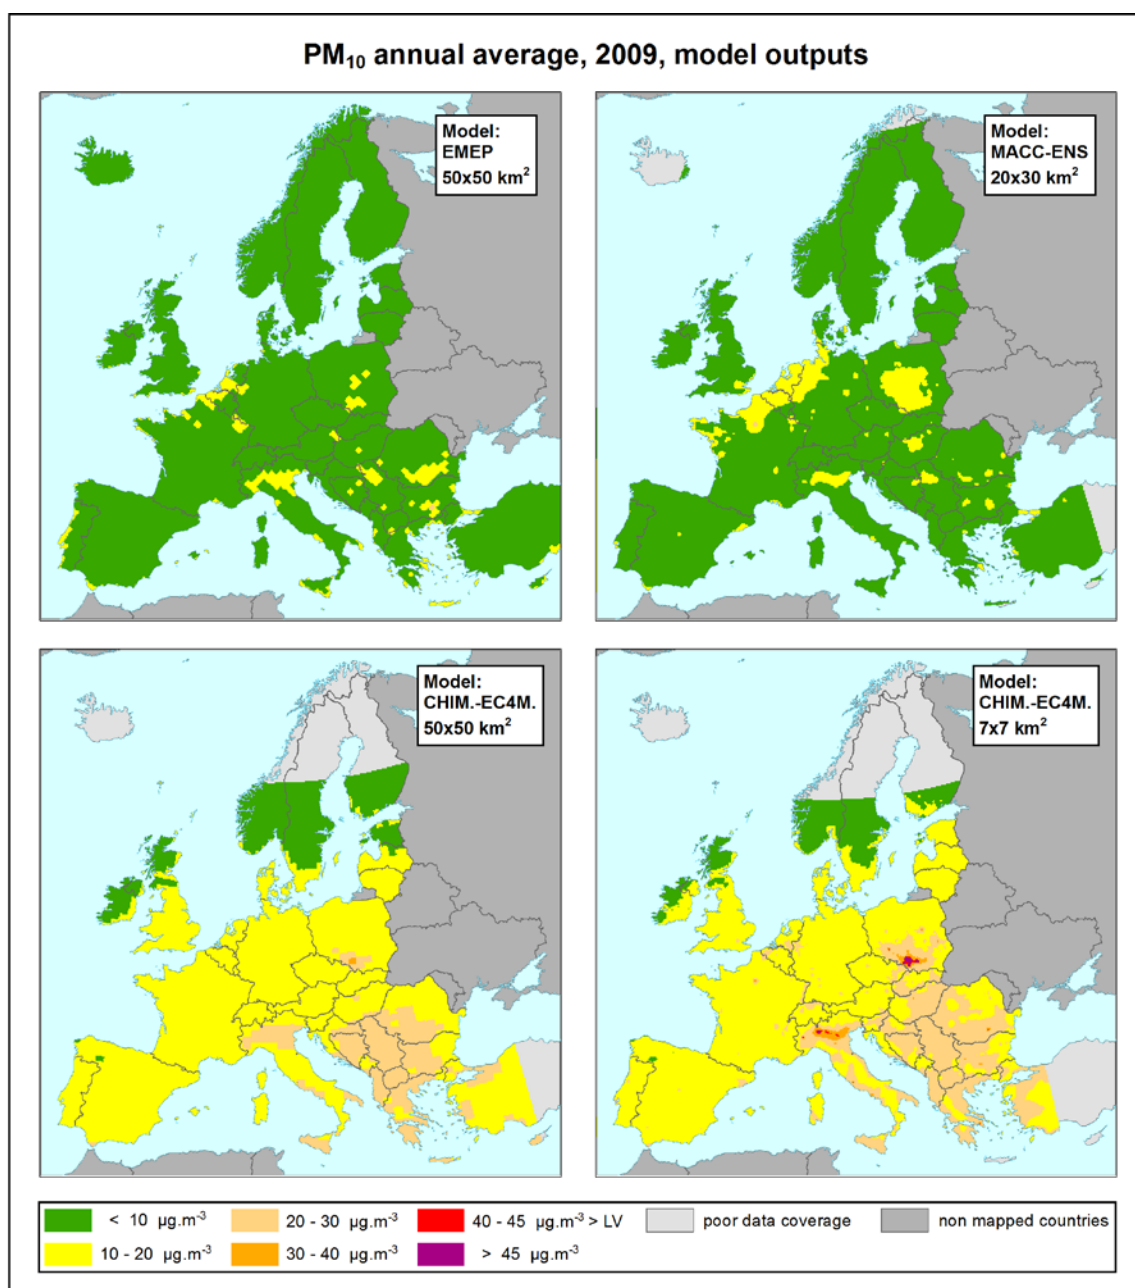 PM₁₀ annual average, 2009, model outputs
Model:
EMEP
50x50 km²
Model:
MACC-ENS
20x30 km²
Model:
CHIM.-EC4M.
50x50 km²
Model:
CHIM.-EC4M.
7x7 km²
< 10 µg.m⁻³
20 - 30 µg.m⁻³
40 - 45 µg.m⁻³ > LV
poor data coverage
non mapped countries
10 - 20 µg.m⁻³
30 - 40 µg.m⁻³
> 45 µg.m⁻³